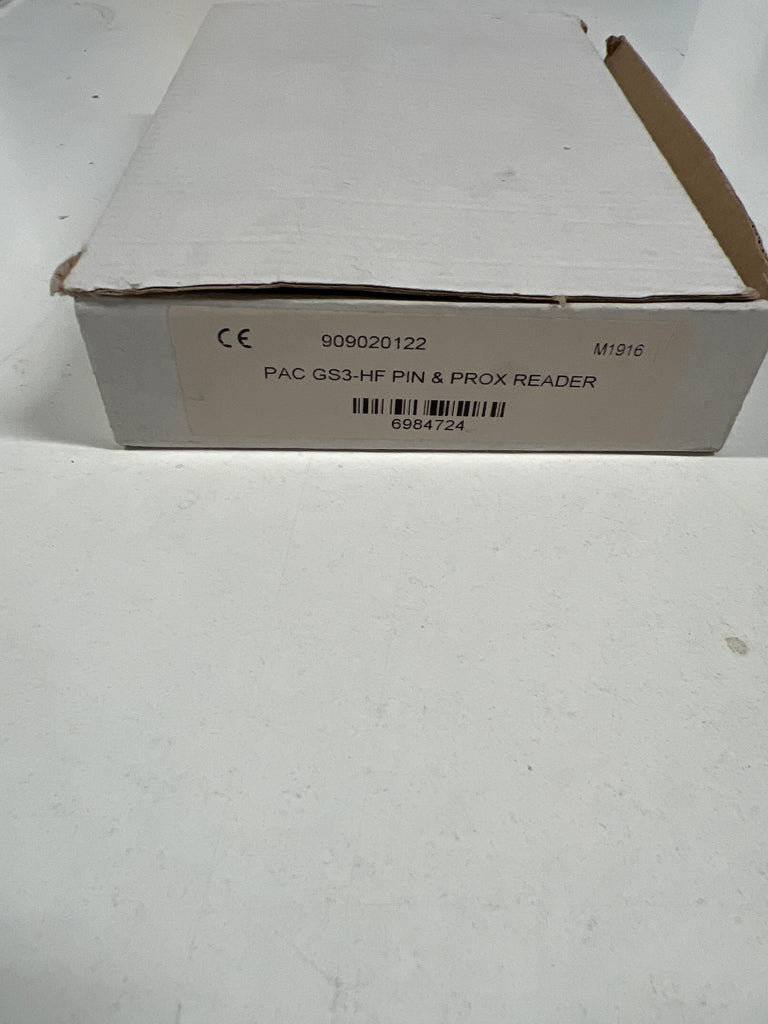 CE 909020122 M1916
PAC GS3-HF PIN & PROX READER
6984724